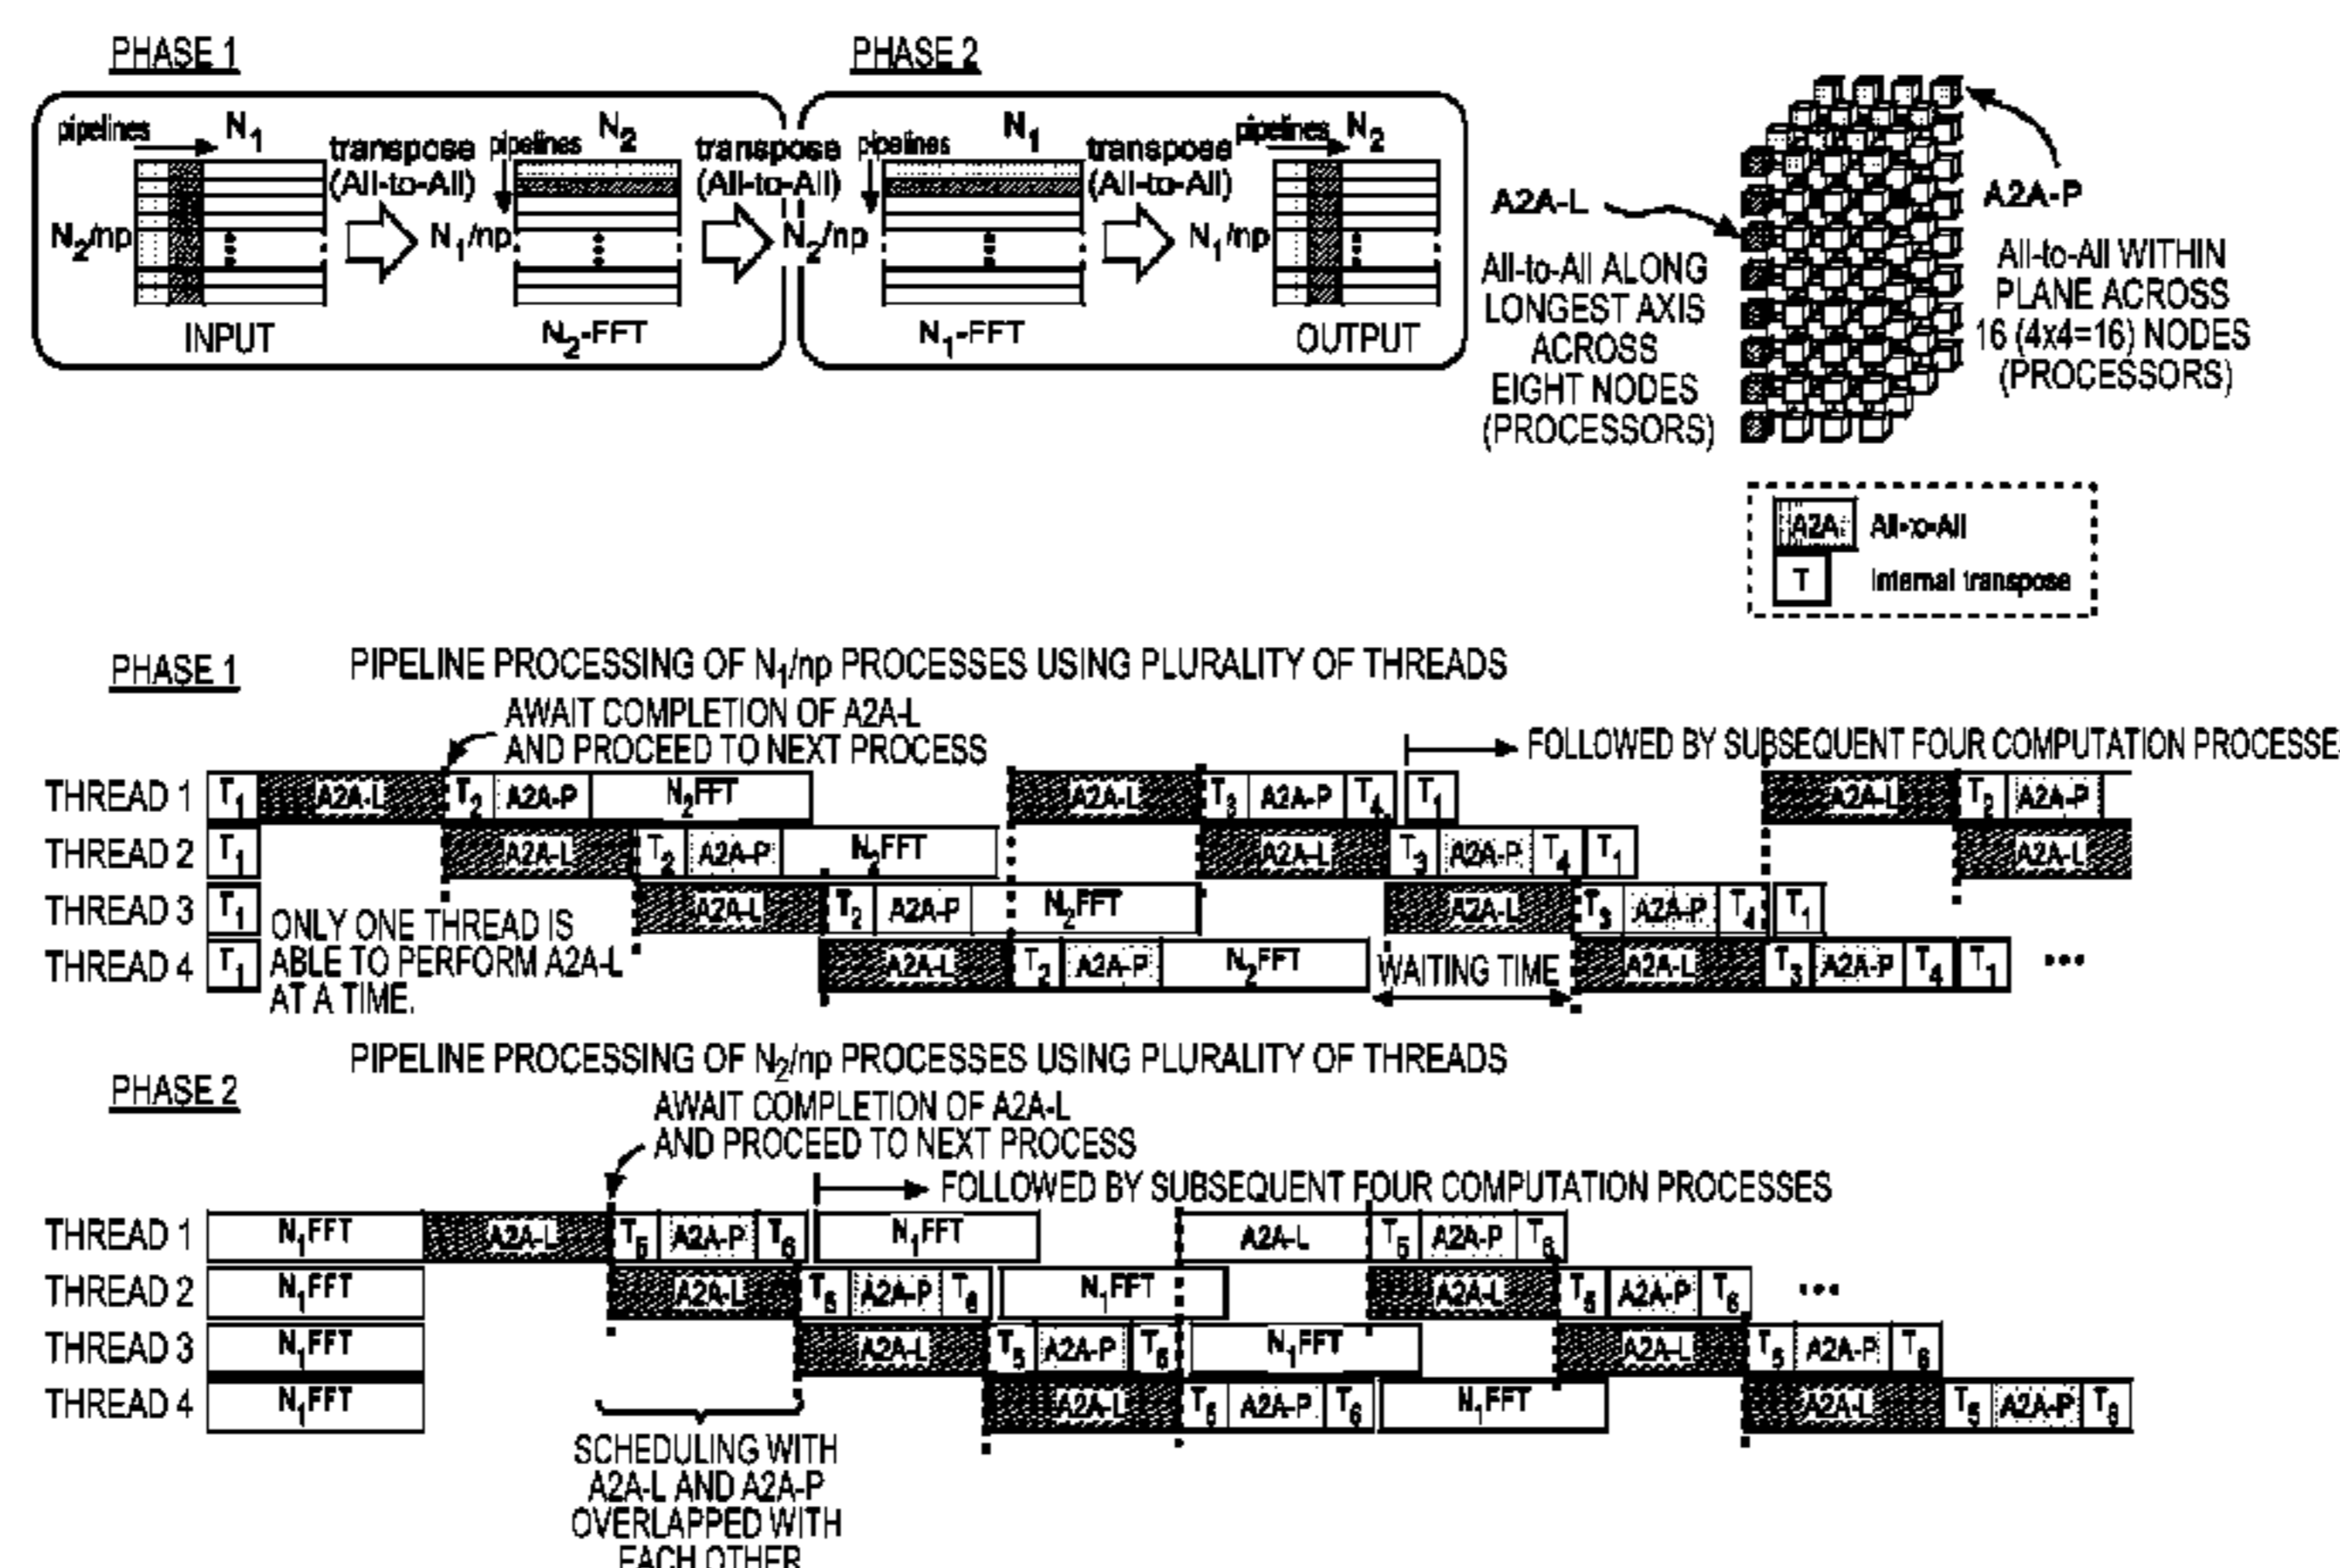 PHASE 1
PHASE 2
pipelines
N1
transpose
(All-to-All)
pipelines
N2
transpose
(All-to-All)
pipelines
N1
transpose
(All-to-All)
pipelines
N2
N2/np
N1/np
N2/np
N1/np
INPUT
N2-FFT
N1-FFT
OUTPUT
A2A-L
All-to-All ALONG
LONGEST AXIS
ACROSS
EIGHT NODES
(PROCESSORS)
A2A-P
All-to-All WITHIN
PLANE ACROSS
16 (4x4=16) NODES
(PROCESSORS)
A2A All-to-All
T Internal transpose
PHASE 1
PIPELINE PROCESSING OF N1/np PROCESSES USING PLURALITY OF THREADS
AWAIT COMPLETION OF A2A-L
AND PROCEED TO NEXT PROCESS
FOLLOWED BY SUBSEQUENT FOUR COMPUTATION PROCESSES
THREAD 1 T1 A2A-L T2 A2A-P N2FFT A2A-L T3 A2A-P T4 T1 A2A-L T2 A2A-P
THREAD 2 T1 A2A-L T2 A2A-P N2FFT A2A-L T3 A2A-P T4 T1 A2A-L
THREAD 3 T1 A2A-L T2 A2A-P N2FFT A2A-L T3 A2A-P T4 T1
THREAD 4 T1 A2A-L T2 A2A-P N2FFT WAITING TIME A2A-L T3 A2A-P T4 T1 •••
ONLY ONE THREAD IS
ABLE TO PERFORM A2A-L
AT A TIME.
PIPELINE PROCESSING OF N2/np PROCESSES USING PLURALITY OF THREADS
PHASE 2
AWAIT COMPLETION OF A2A-L
AND PROCEED TO NEXT PROCESS
FOLLOWED BY SUBSEQUENT FOUR COMPUTATION PROCESSES
THREAD 1 N1FFT A2A-L T5 A2A-P T6 N1FFT A2A-L T5 A2A-P T6
THREAD 2 N1FFT A2A-L T5 A2A-P T6 N1FFT A2A-L T5 A2A-P T6 •••
THREAD 3 N1FFT A2A-L T5 A2A-P T6 N1FFT A2A-L T5 A2A-P T6
THREAD 4 N1FFT A2A-L T5 A2A-P T6 N1FFT A2A-L T5 A2A-P T6
SCHEDULING WITH
A2A-L AND A2A-P
OVERLAPPED WITH
EACH OTHER